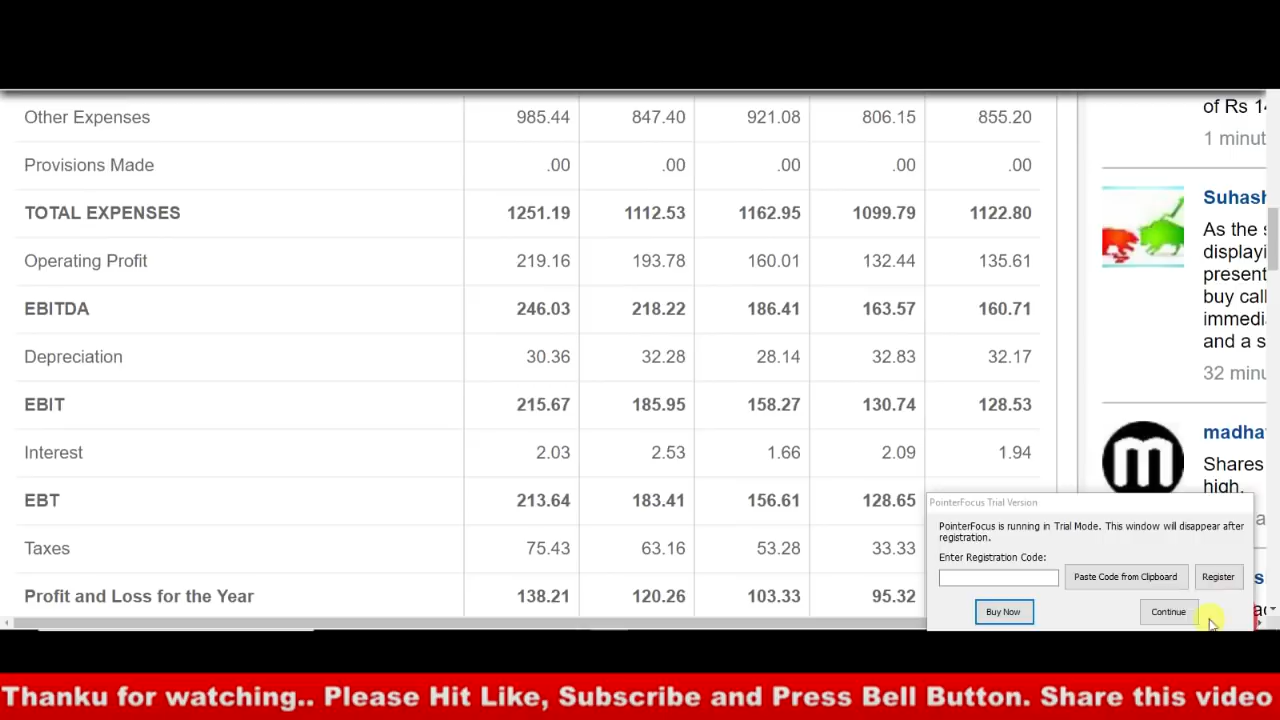 Other Expenses 985.44 847.40 921.08 806.15 855.20
Provisions Made .00 .00 .00 .00 .00
TOTAL EXPENSES 1251.19 1112.53 1162.95 1099.79 1122.80
Operating Profit 219.16 193.78 160.01 132.44 135.61
EBITDA 246.03 218.22 186.41 163.57 160.71
Depreciation 30.36 32.28 28.14 32.83 32.17
EBIT 215.67 185.95 158.27 130.74 128.53
Interest 2.03 2.53 1.66 2.09 1.94
EBT 213.64 183.41 156.61 128.65
Taxes 75.43 63.16 53.28 33.33
Profit and Loss for the Year 138.21 120.26 103.33 95.32
of Rs
1 minut
Suhash
As the
displayi
present
buy call
immedi
and a s
32 minu
m
madha
Shares
high.
PointerFocus Trial Version
PointerFocus is running in Trial Mode. This window will disappear after
registration.
Enter Registration Code:
Paste Code from Clipboard Register
Buy Now Continue
Thanku for watching.. Please Hit Like, Subscribe and Press Bell Button. Share this video